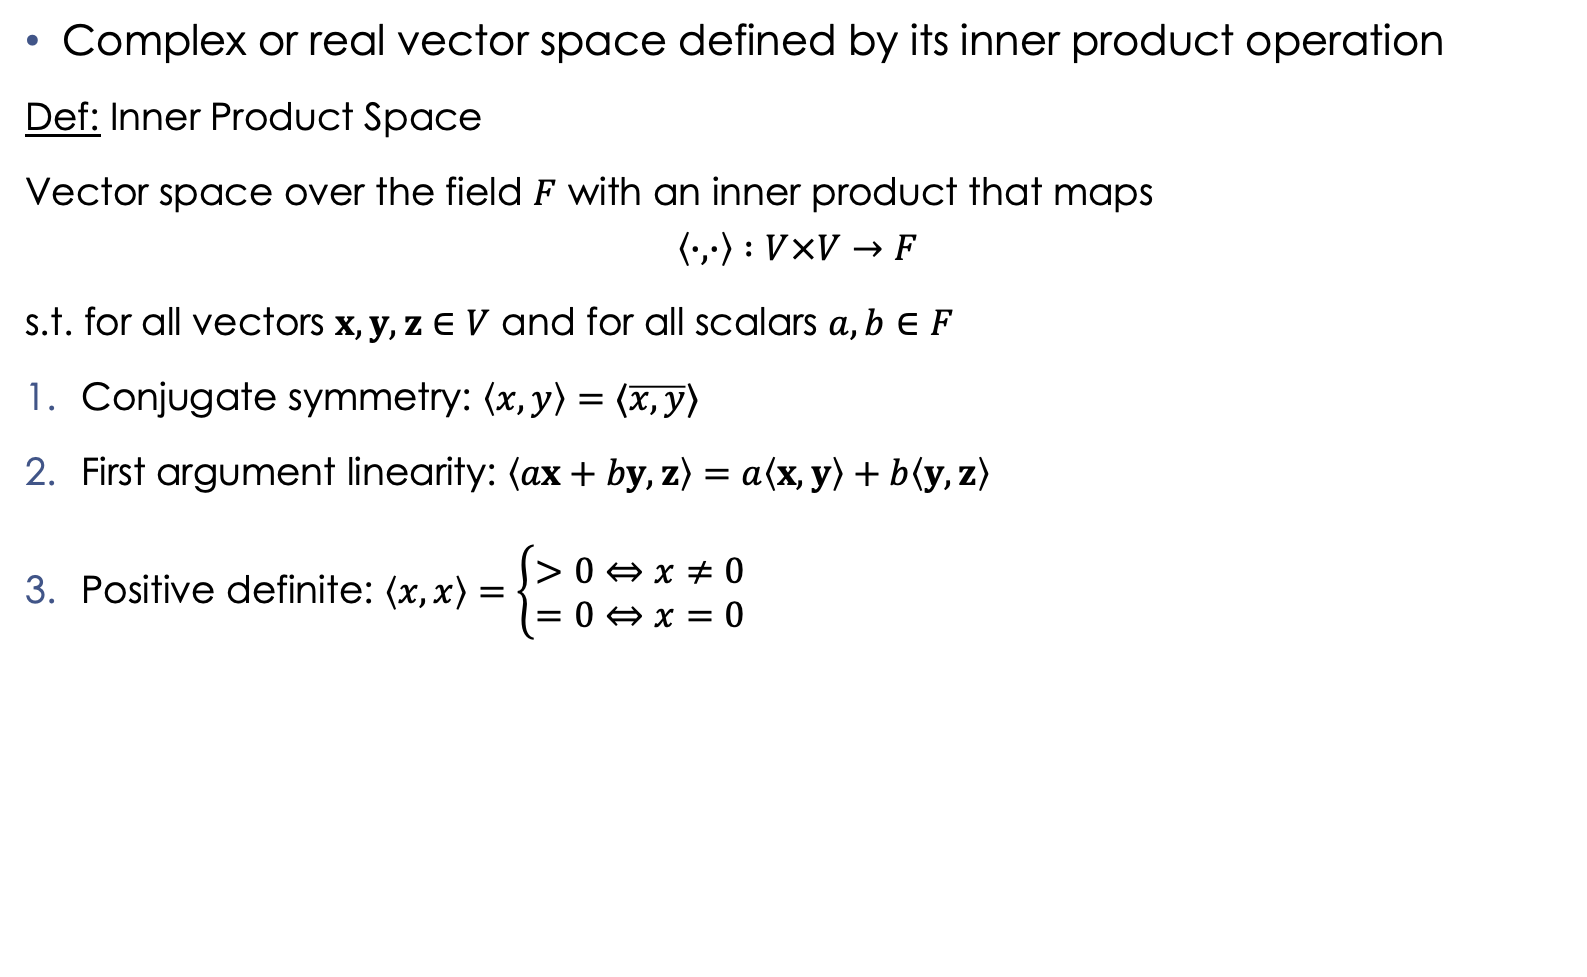 • Complex or real vector space defined by its inner product operation
Def: Inner Product Space
Vector space over the field F with an inner product that maps
⟨·,·⟩ : V×V → F
s.t. for all vectors x, y, z ∈ V and for all scalars a, b ∈ F
1. Conjugate symmetry: ⟨x, y⟩ = ⟨x̅,̅ ̅y̅⟩
2. First argument linearity: ⟨ax + by, z⟩ = a⟨x, y⟩ + b⟨y, z⟩
3. Positive definite: ⟨x, x⟩ = { > 0 ⇔ x ≠ 0
= 0 ⇔ x = 0